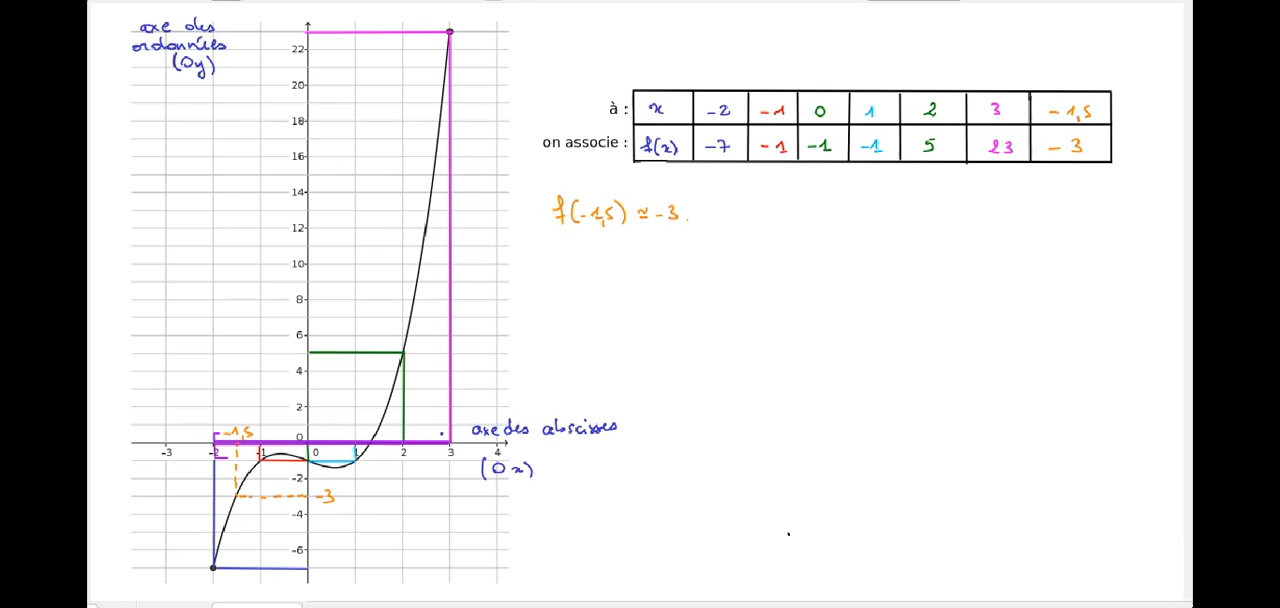 axe des
ordonnées
(Oy)
22
20
18
16
14
12
10
8
6
4
2
0
-1,5
-3 -2 -1 0 1 2 3 4
-2
-3
-4
-6
axe des abscisses
(Ox)
à : x -2 -1 0 1 2 3 -1,5
on associe : f(x) -7 -1 -1 -1 5 23 -3
f(-1,5) ≃ -3.